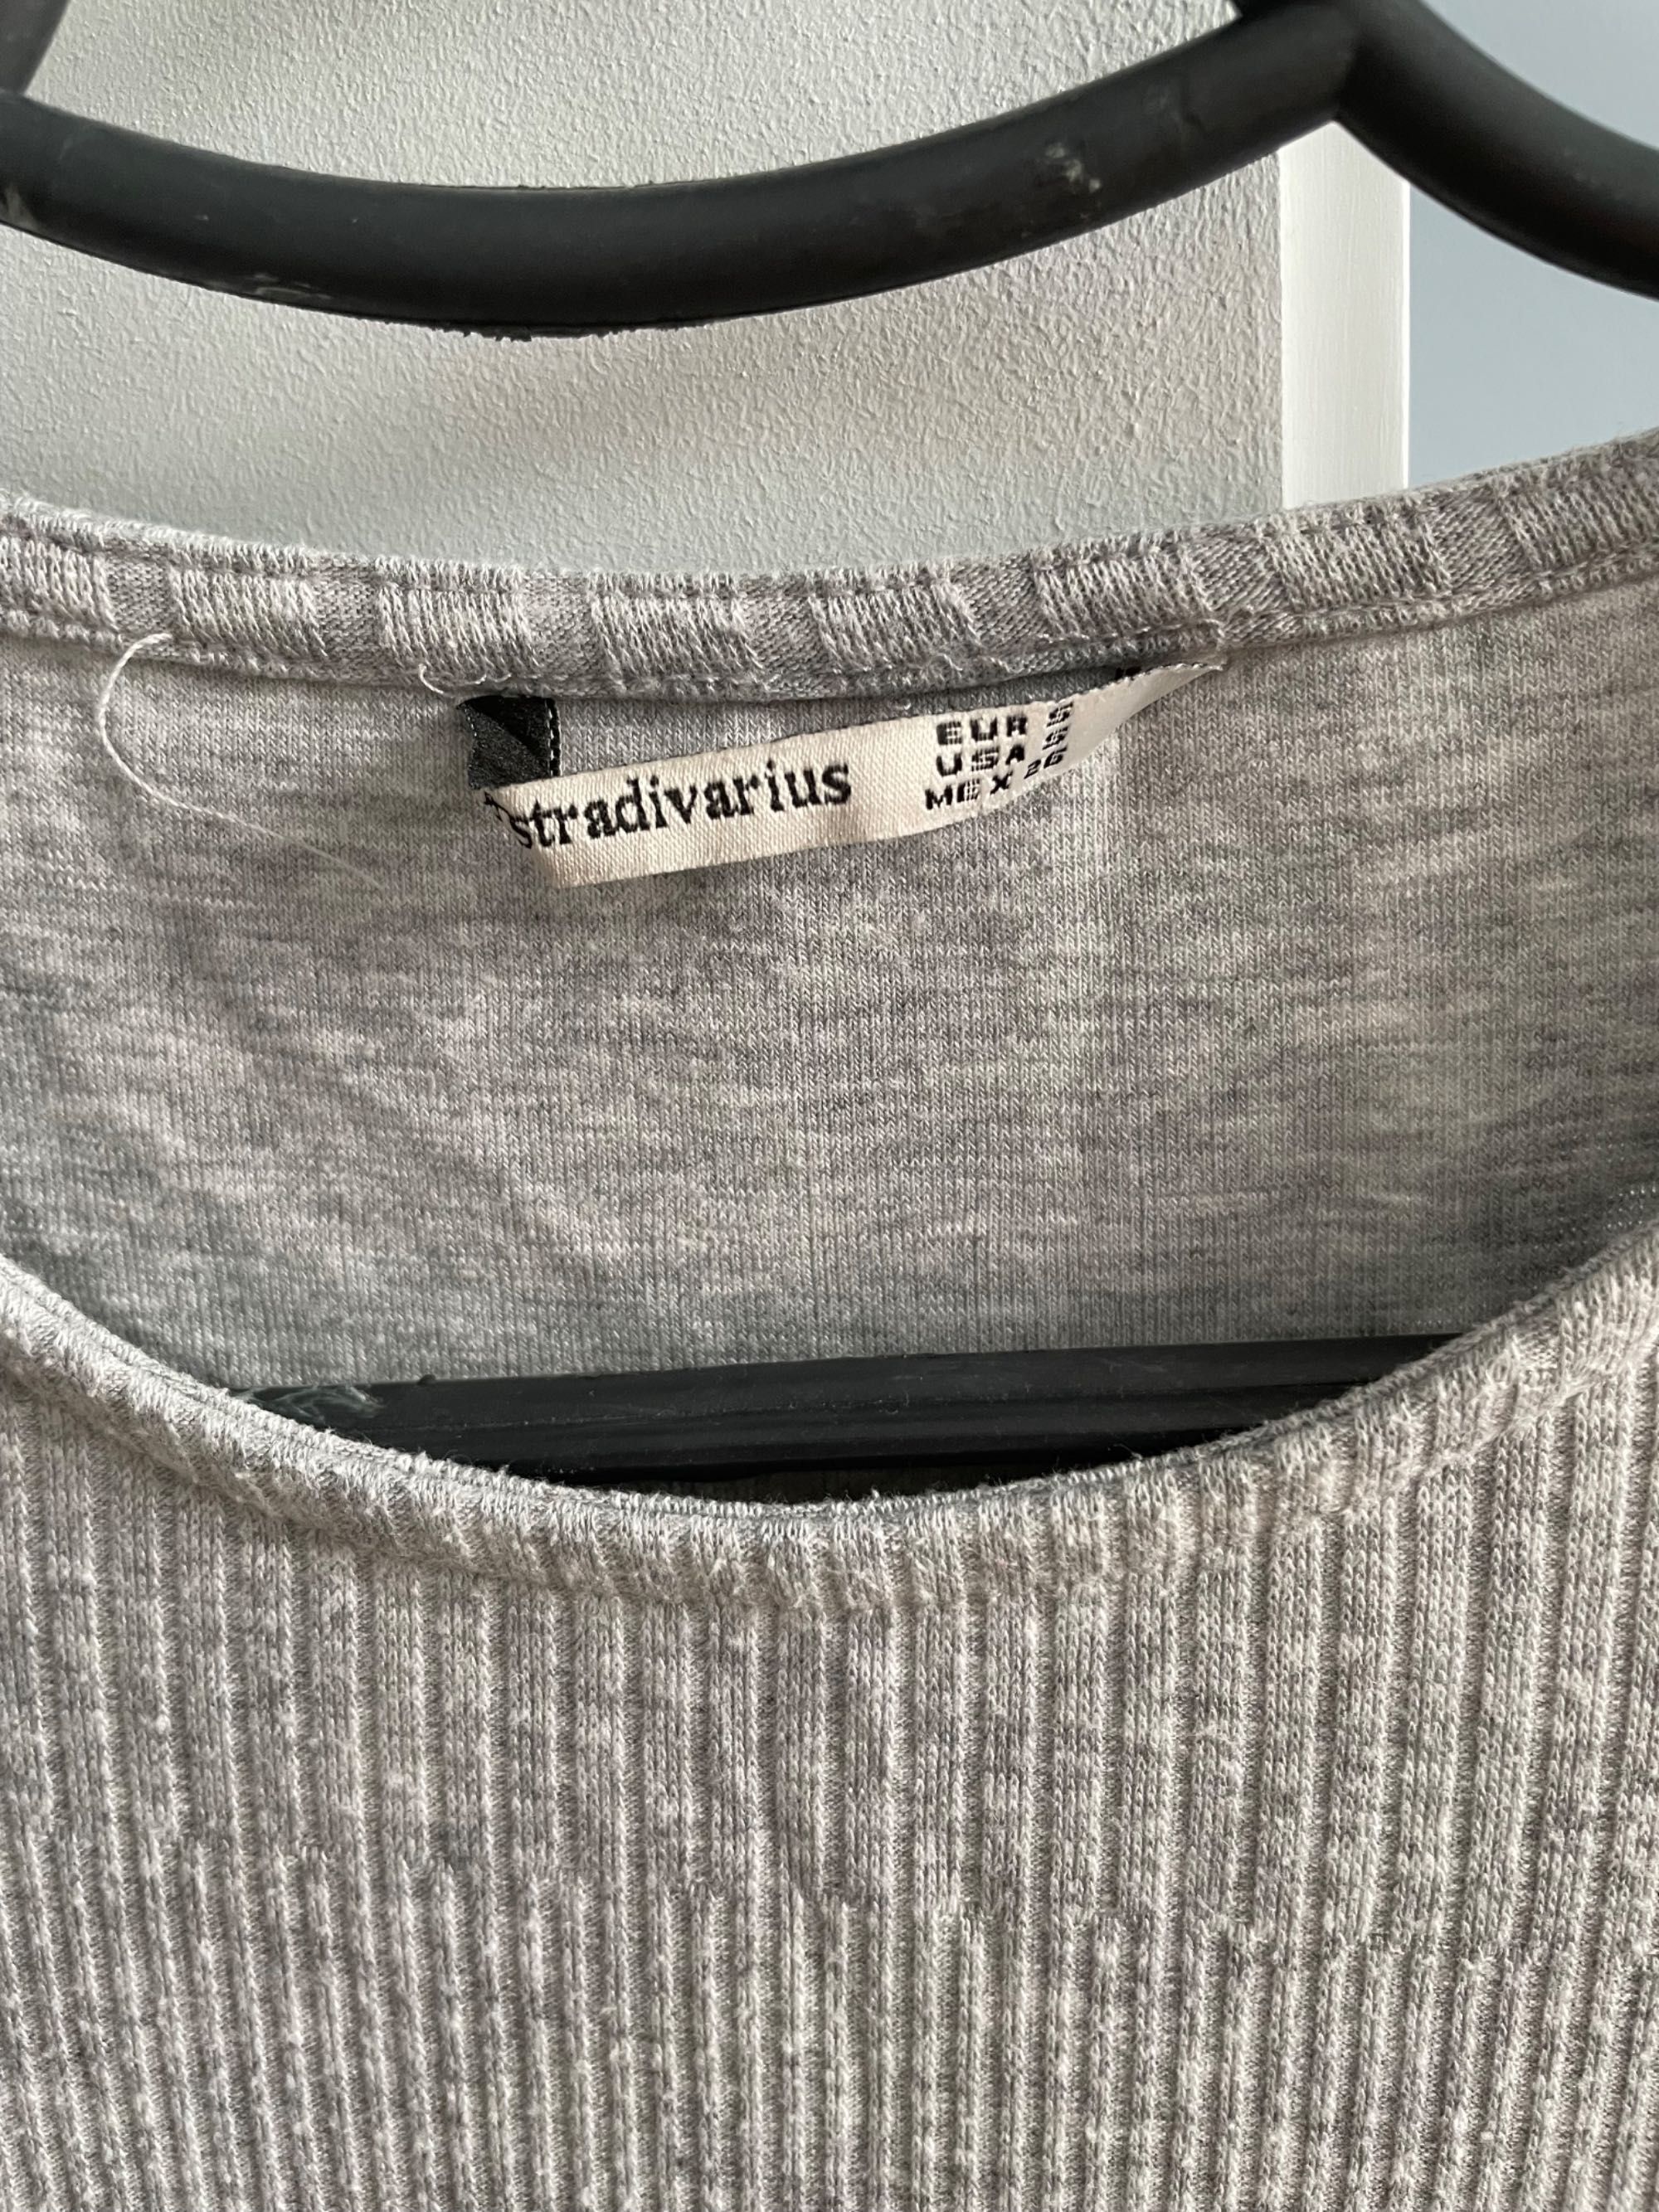 stradivarius
EUR S
USA S
MEX 26